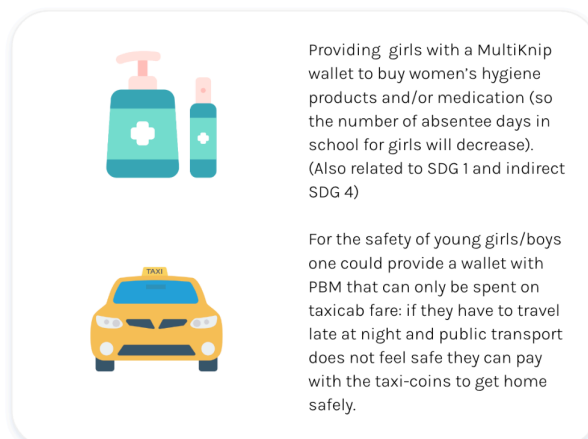 Providing girls with a MultiKnip
wallet to buy women's hygiene
products and/or medication (so
the number of absentee days in
school for girls will decrease).
(Also related to SDG 1 and indirect
SDG 4)
For the safety of young girls/boys
one could provide a wallet with
PBM that can only be spent on
taxicab fare: if they have to travel
late at night and public transport
does not feel safe they can pay
with the taxi-coins to get home
safely.
TAXI